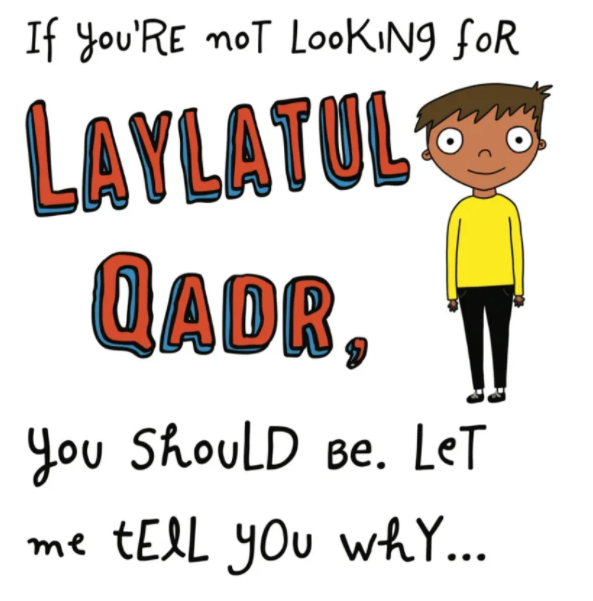 If you'RE noT LooKiNg foR
LAYLATUL
QADR,
you ShouLD Be. LeT
me tELL yOu whY...